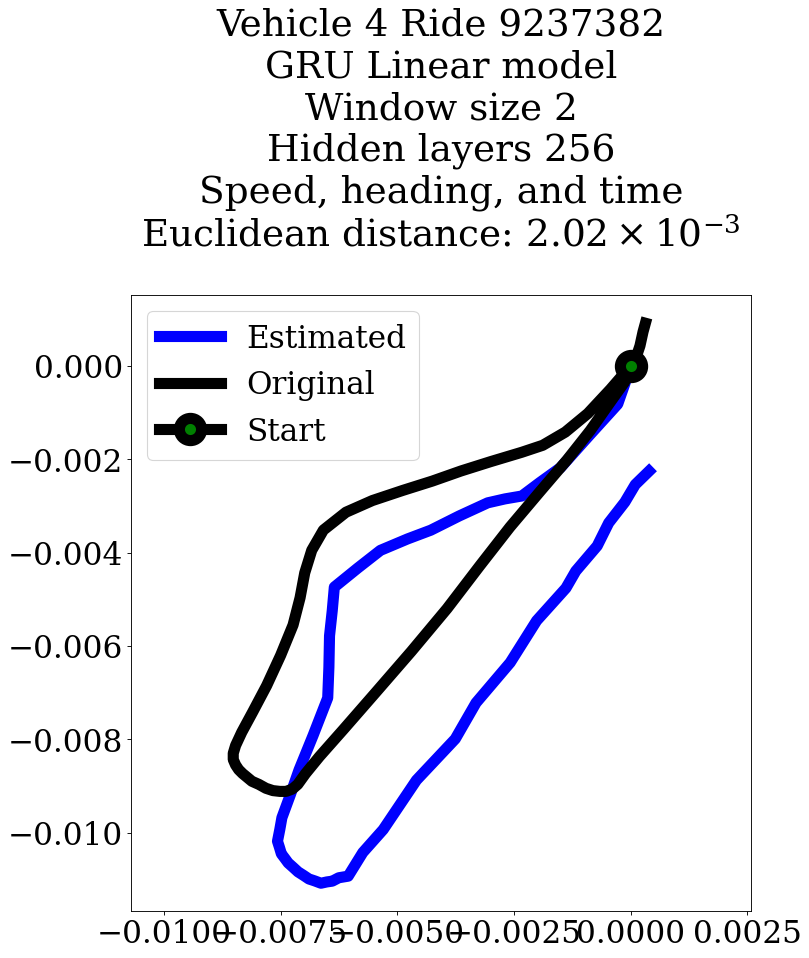 Vehicle 4 Ride 9237382
GRU Linear model
Window size 2
Hidden layers 256
Speed, heading, and time
Euclidean distance: 2.02 × 10⁻³
Estimated
Original
Start
0.000
−0.002
−0.004
−0.006
−0.008
−0.010
−0.0100 −0.0075 −0.0050 −0.0025 0.0000 0.0025